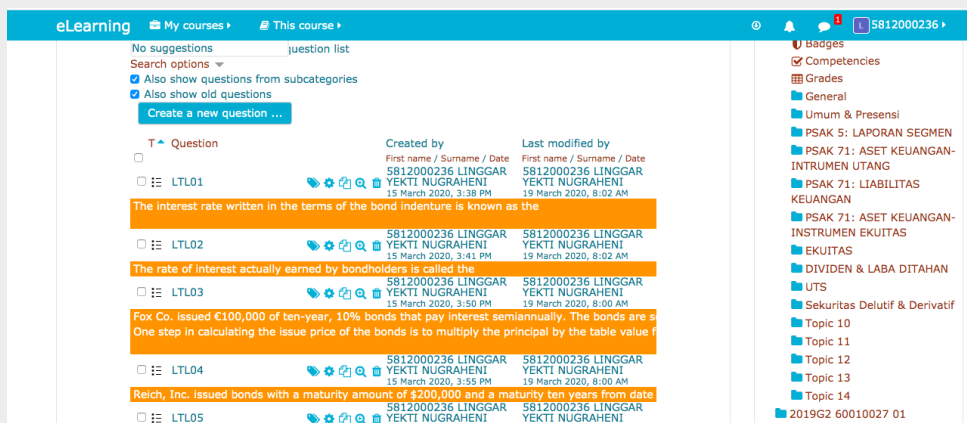 eLearning My courses This course 1 L 5812000236
No suggestions question list
Search options
Also show questions from subcategories
Also show old questions
Create a new question ...
T Question Created by Last modified by
First name / Surname / Date First name / Surname / Date
LTL01 5812000236 LINGGAR YEKTI NUGRAHENI 15 March 2020, 3:38 PM 5812000236 LINGGAR YEKTI NUGRAHENI 19 March 2020, 8:02 AM
The interest rate written in the terms of the bond indenture is known as the
LTL02 5812000236 LINGGAR YEKTI NUGRAHENI 15 March 2020, 3:41 PM 5812000236 LINGGAR YEKTI NUGRAHENI 19 March 2020, 8:02 AM
The rate of interest actually earned by bondholders is called the
LTL03 5812000236 LINGGAR YEKTI NUGRAHENI 15 March 2020, 3:50 PM 5812000236 LINGGAR YEKTI NUGRAHENI 19 March 2020, 8:00 AM
Fox Co. issued €100,000 of ten-year, 10% bonds that pay interest semiannually. The bonds are
One step in calculating the issue price of the bonds is to multiply the principal by the table value
LTL04 5812000236 LINGGAR YEKTI NUGRAHENI 15 March 2020, 3:55 PM 5812000236 LINGGAR YEKTI NUGRAHENI 19 March 2020, 8:00 AM
Reich, Inc. issued bonds with a maturity amount of $200,000 and a maturity ten years from date
LTL05 5812000236 LINGGAR YEKTI NUGRAHENI 5812000236 LINGGAR YEKTI NUGRAHENI
Badges
Competencies
Grades
General
Umum & Presensi
PSAK 5: LAPORAN SEGMEN
PSAK 71: ASET KEUANGAN-
INTRUMEN UTANG
PSAK 71: LIABILITAS
KEUANGAN
PSAK 71: ASET KEUANGAN-
INSTRUMEN EKUITAS
EKUITAS
DIVIDEN & LABA DITAHAN
UTS
Sekuritas Delutif & Derivatif
Topic 10
Topic 11
Topic 12
Topic 13
Topic 14
2019G2 60010027 01